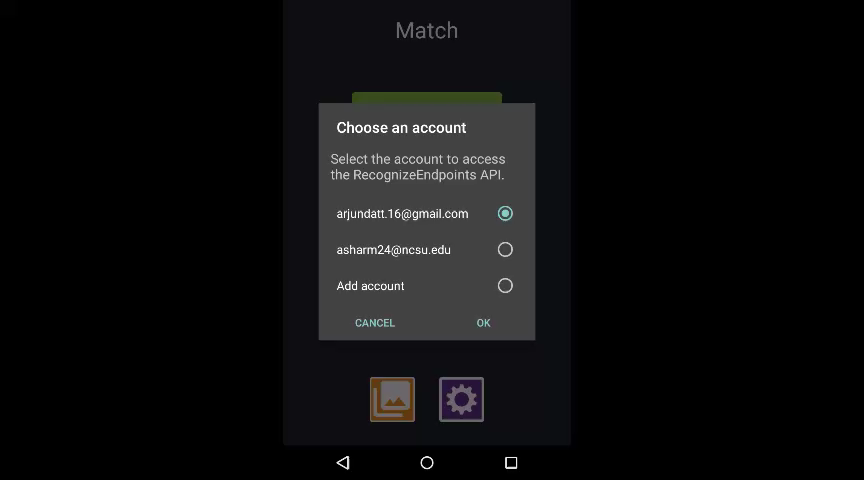 Match
Choose an account
Select the account to access
the RecognizeEndpoints API.
arjundatt.16@gmail.com
asharm24@ncsu.edu
Add account
CANCEL OK